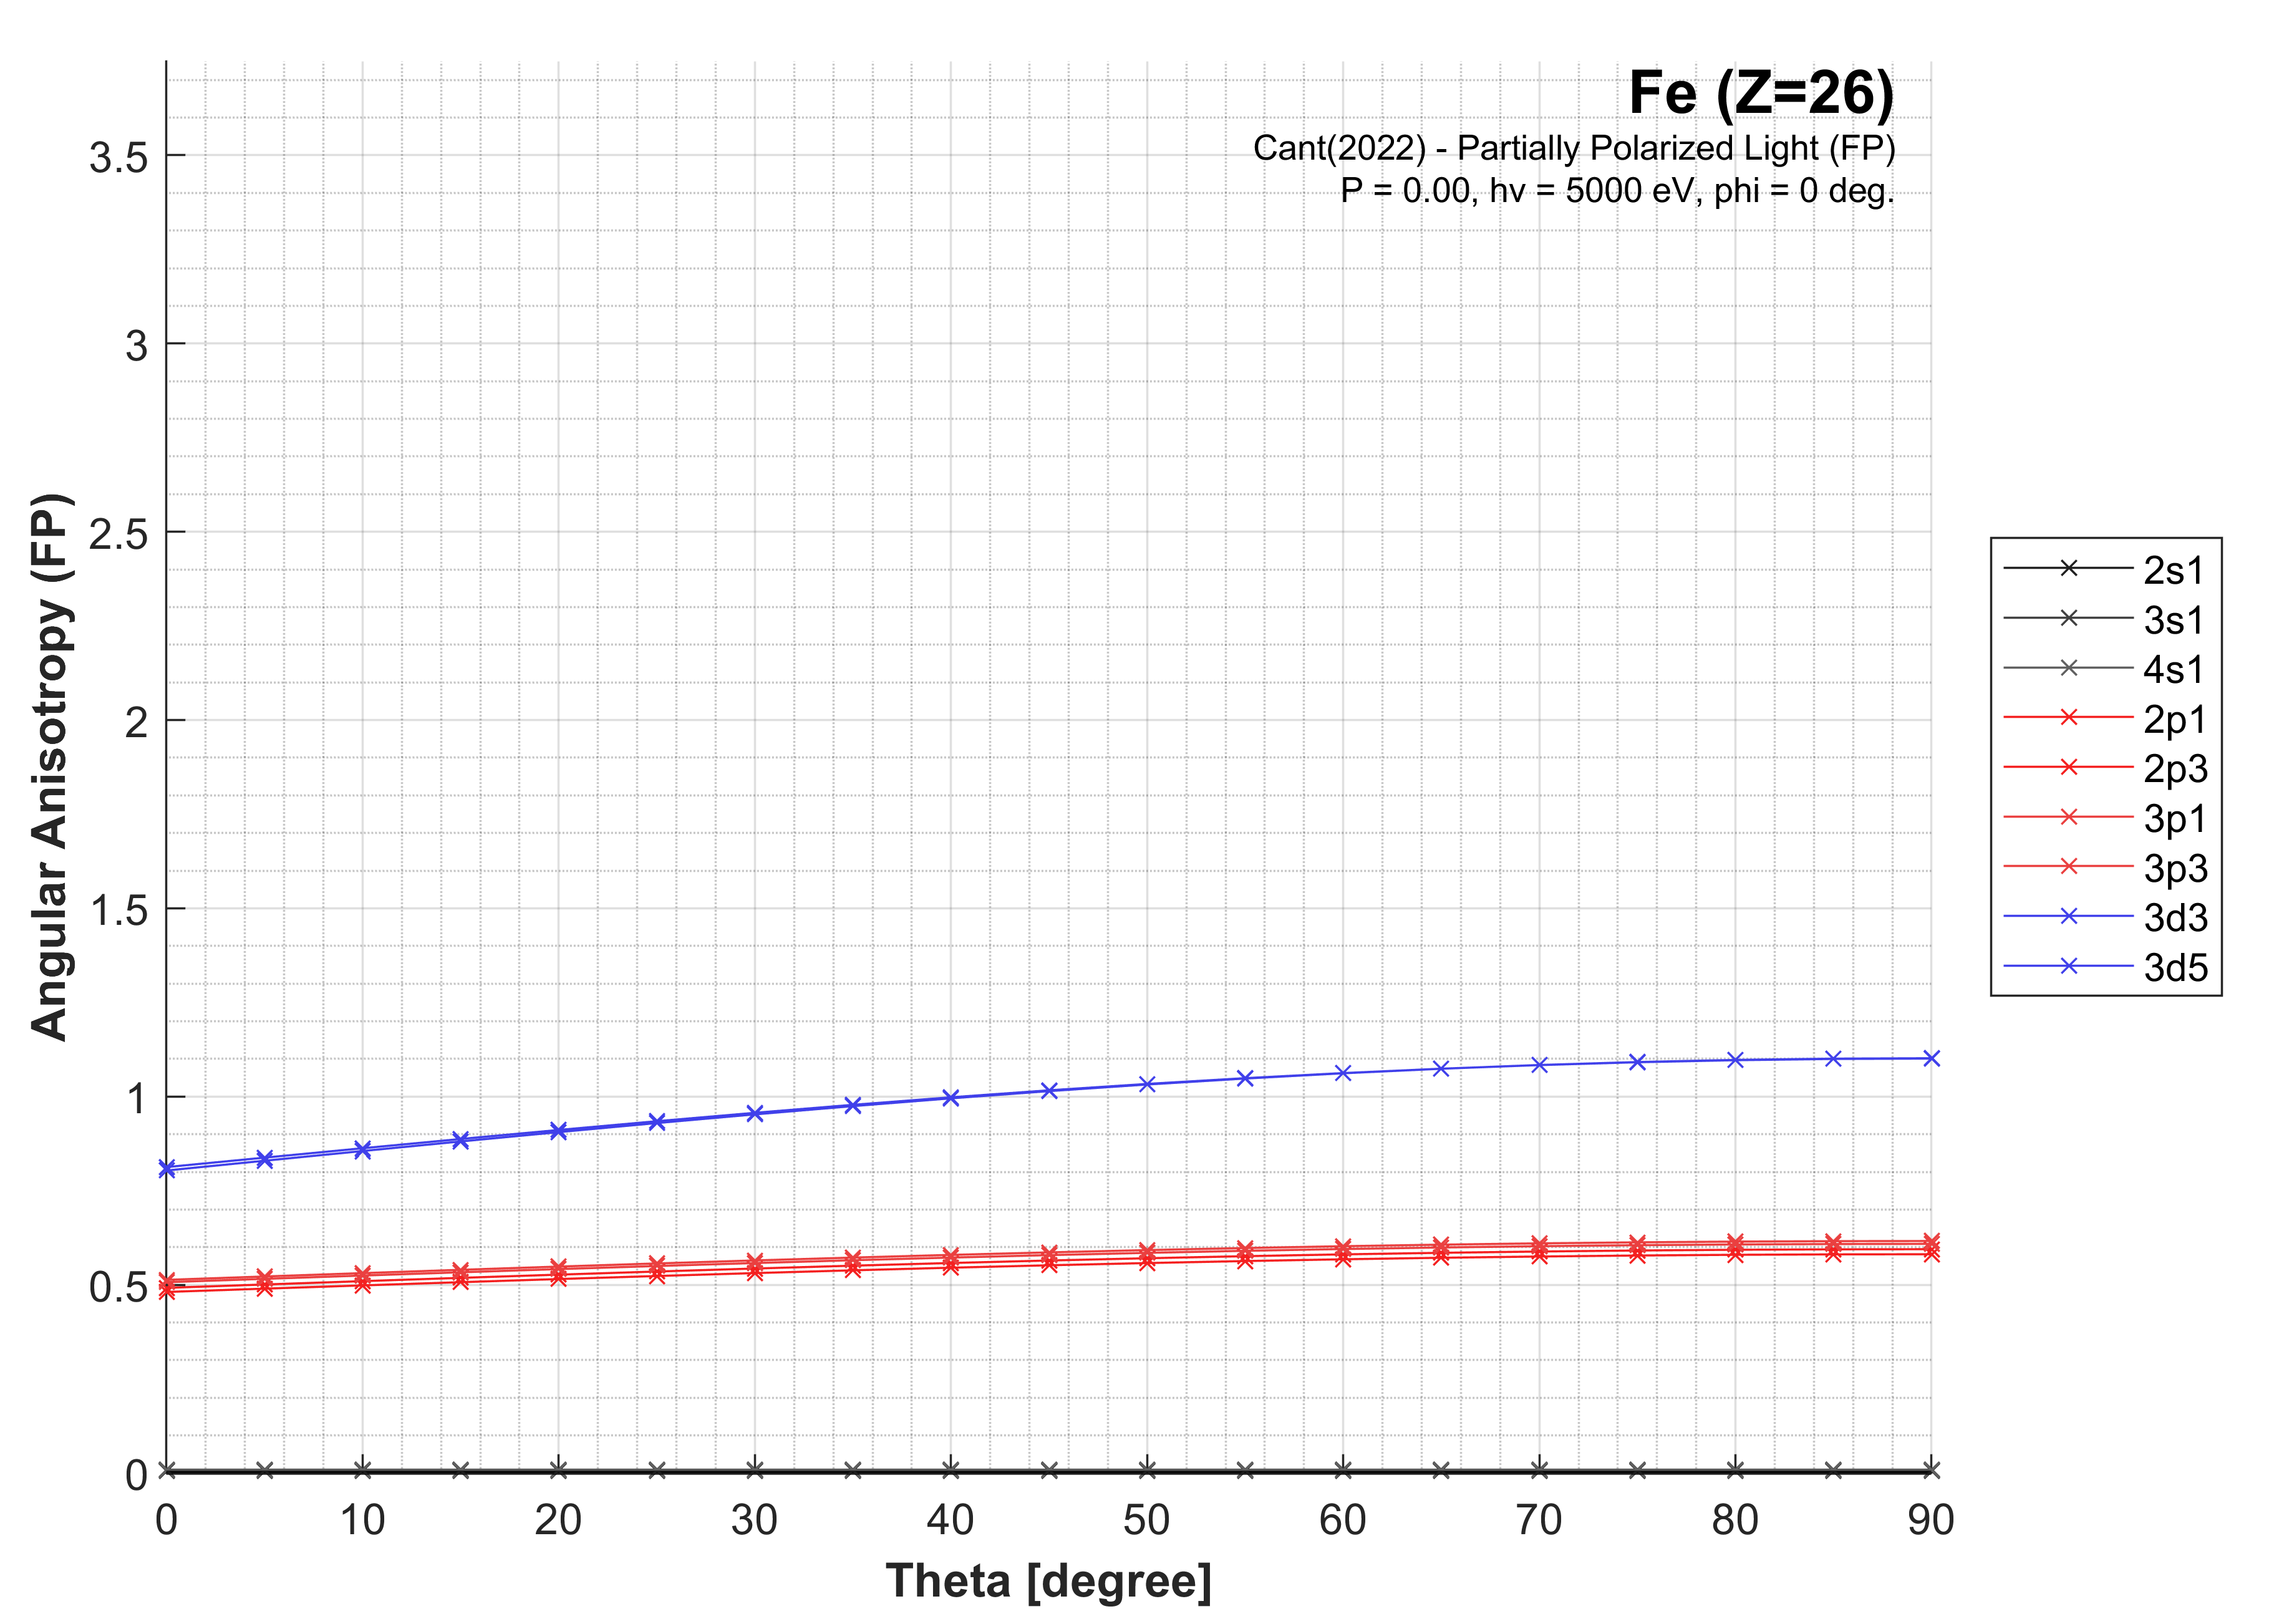 Fe (Z=26)
Cant(2022) - Partially Polarized Light (FP)
P = 0.00, hv = 5000 eV, phi = 0 deg.
Angular Anisotropy (FP)
3.5
3
2.5
2
1.5
1
0.5
0
0 10 20 30 40 50 60 70 80 90
Theta [degree]
2s1
3s1
4s1
2p1
2p3
3p1
3p3
3d3
3d5